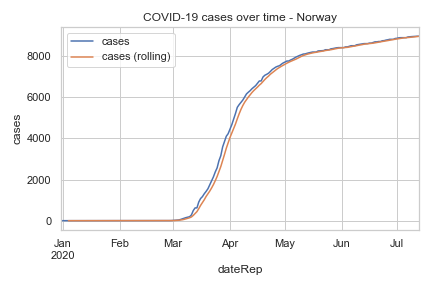 COVID-19 cases over time - Norway
cases
cases (rolling)
8000
6000
4000
2000
0
cases
Jan Feb Mar Apr May Jun Jul
2020
dateRep